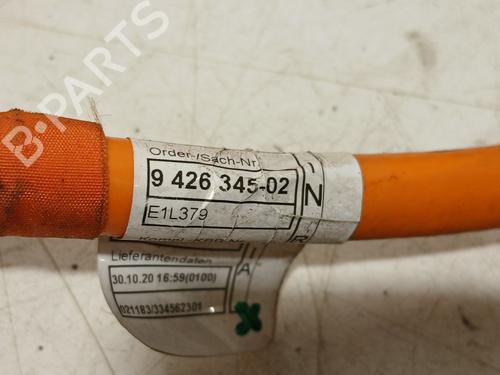 B-PARTS
Order-/Sach-Nr.
9 426 345-02
E1L379
N
R
A
Lieferantendaten
30.10.20 16:59(0100)
021183/334562301